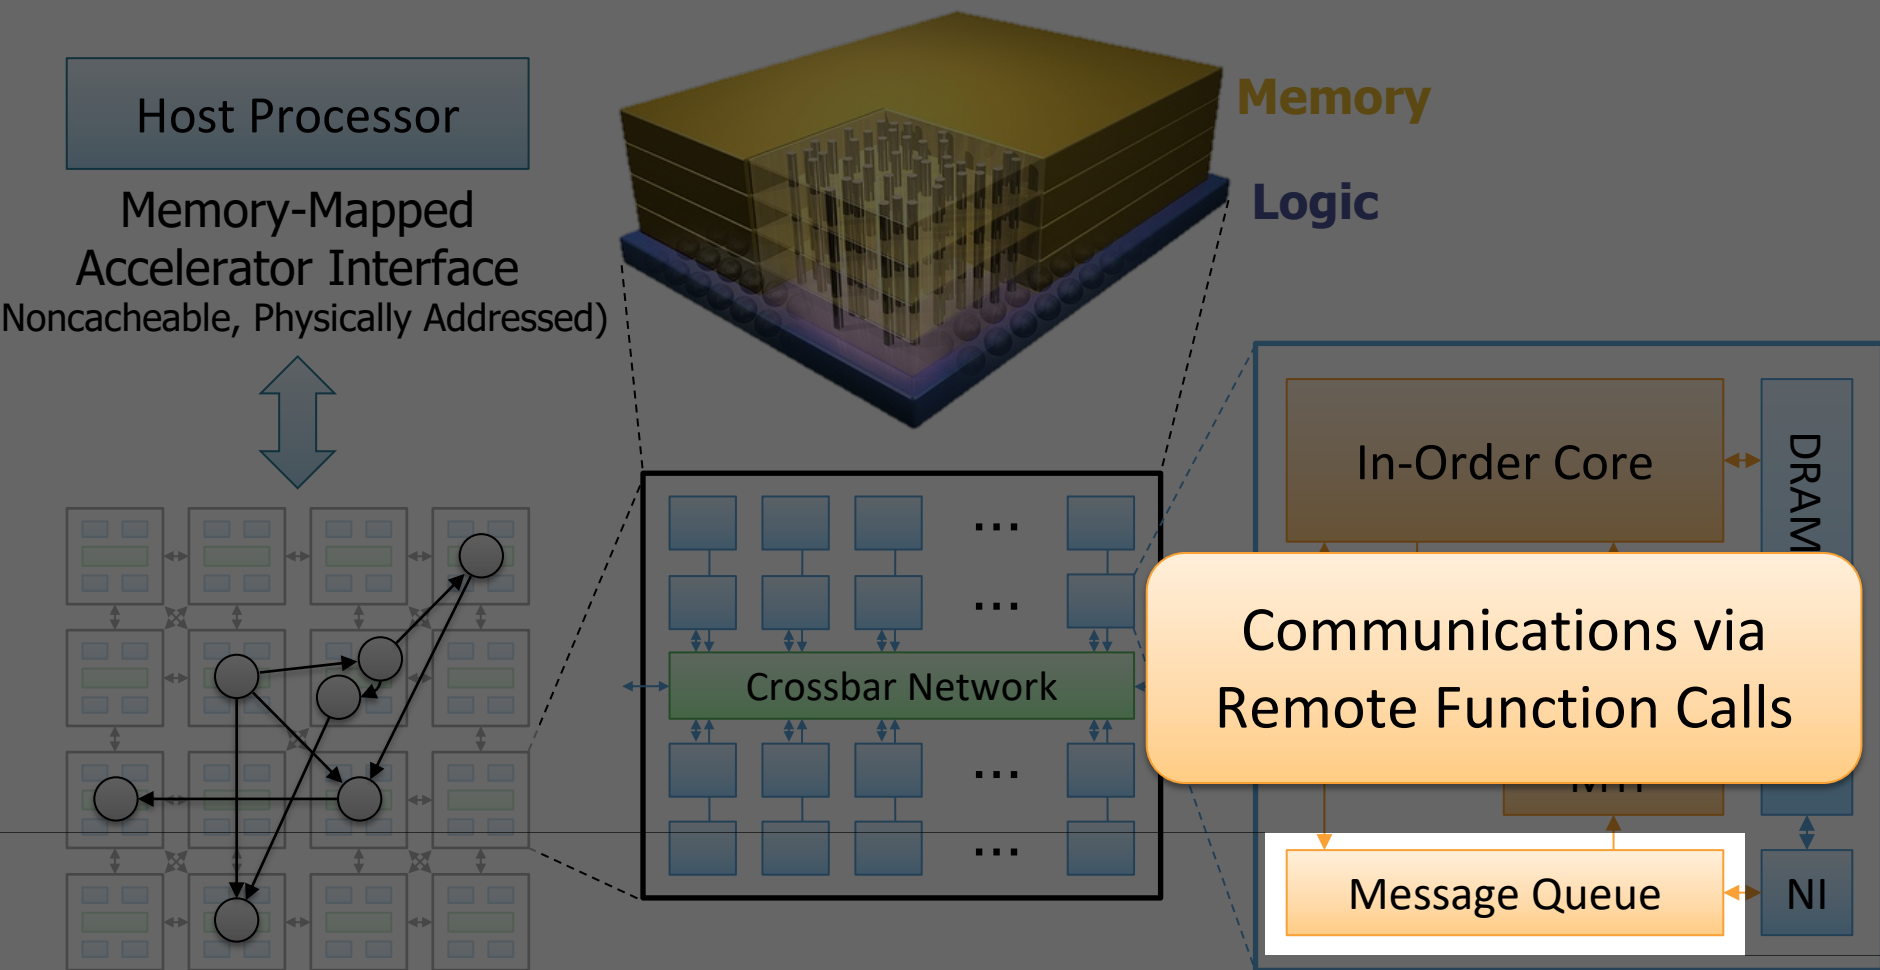 Host Processor
Memory-Mapped
Accelerator Interface
Noncacheable, Physically Addressed)
Memory
Logic
Crossbar Network
...
...
...
...
In-Order Core
DRAM
Communications via
Remote Function Calls
Message Queue
NI